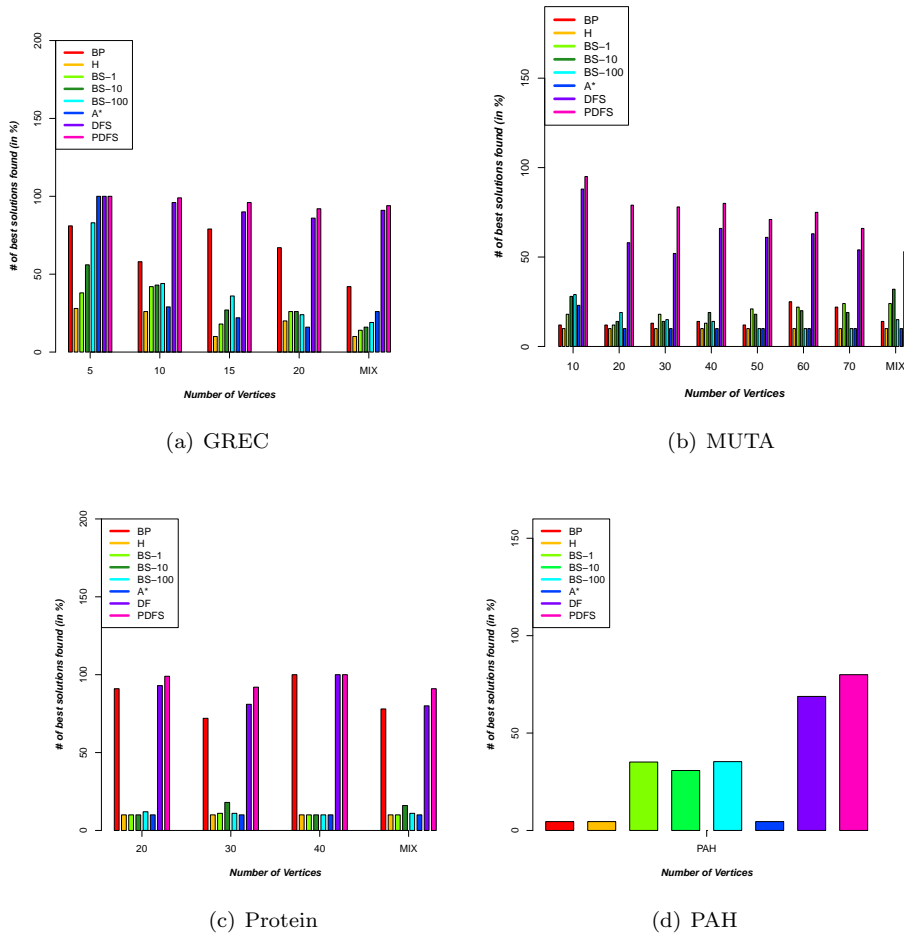 BP
H
BS-1
BS-10
BS-100
A*
DFS
PDFS
# of best solutions found (in %)
0
50
100
150
200
5
10
15
20
MIX
Number of Vertices
(a) GREC
BP
H
BS-1
BS-10
BS-100
A*
DFS
PDFS
# of best solutions found (in %)
0
50
100
150
10
20
30
40
50
60
70
MIX
Number of Vertices
(b) MUTA
BP
H
BS-1
BS-10
BS-100
A*
DF
PDFS
# of best solutions found (in %)
0
50
100
150
200
20
30
40
MIX
Number of Vertices
(c) Protein
BP
H
BS-1
BS-10
BS-100
A*
DF
PDFS
# of best solutions found (in %)
0
50
100
150
PAH
Number of Vertices
(d) PAH